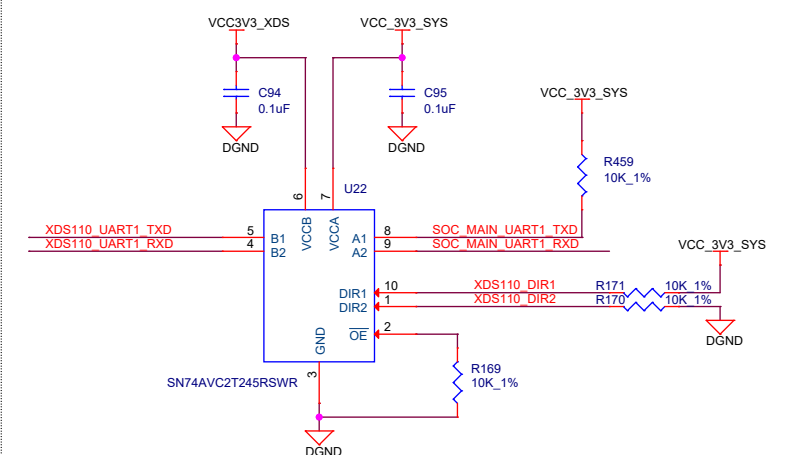 VCC3V3_XDS
VCC_3V3_SYS
C94
0.1uF
C95
0.1uF
VCC_3V3_SYS
DGND
DGND
R459
10K_1%
U22
6
7
VCCB
VCCA
XDS110_UART1_TXD
5
B1
A1
8
SOC_MAIN_UART1_TXD
XDS110_UART1_RXD
4
B2
A2
9
SOC_MAIN_UART1_RXD
VCC_3V3_SYS
DIR1
10
XDS110_DIR1
R171
10K_1%
DIR2
1
XDS110_DIR2
R170
10K_1%
GND
OE
2
DGND
3
SN74AVC2T245RSWR
R169
10K_1%
DGND